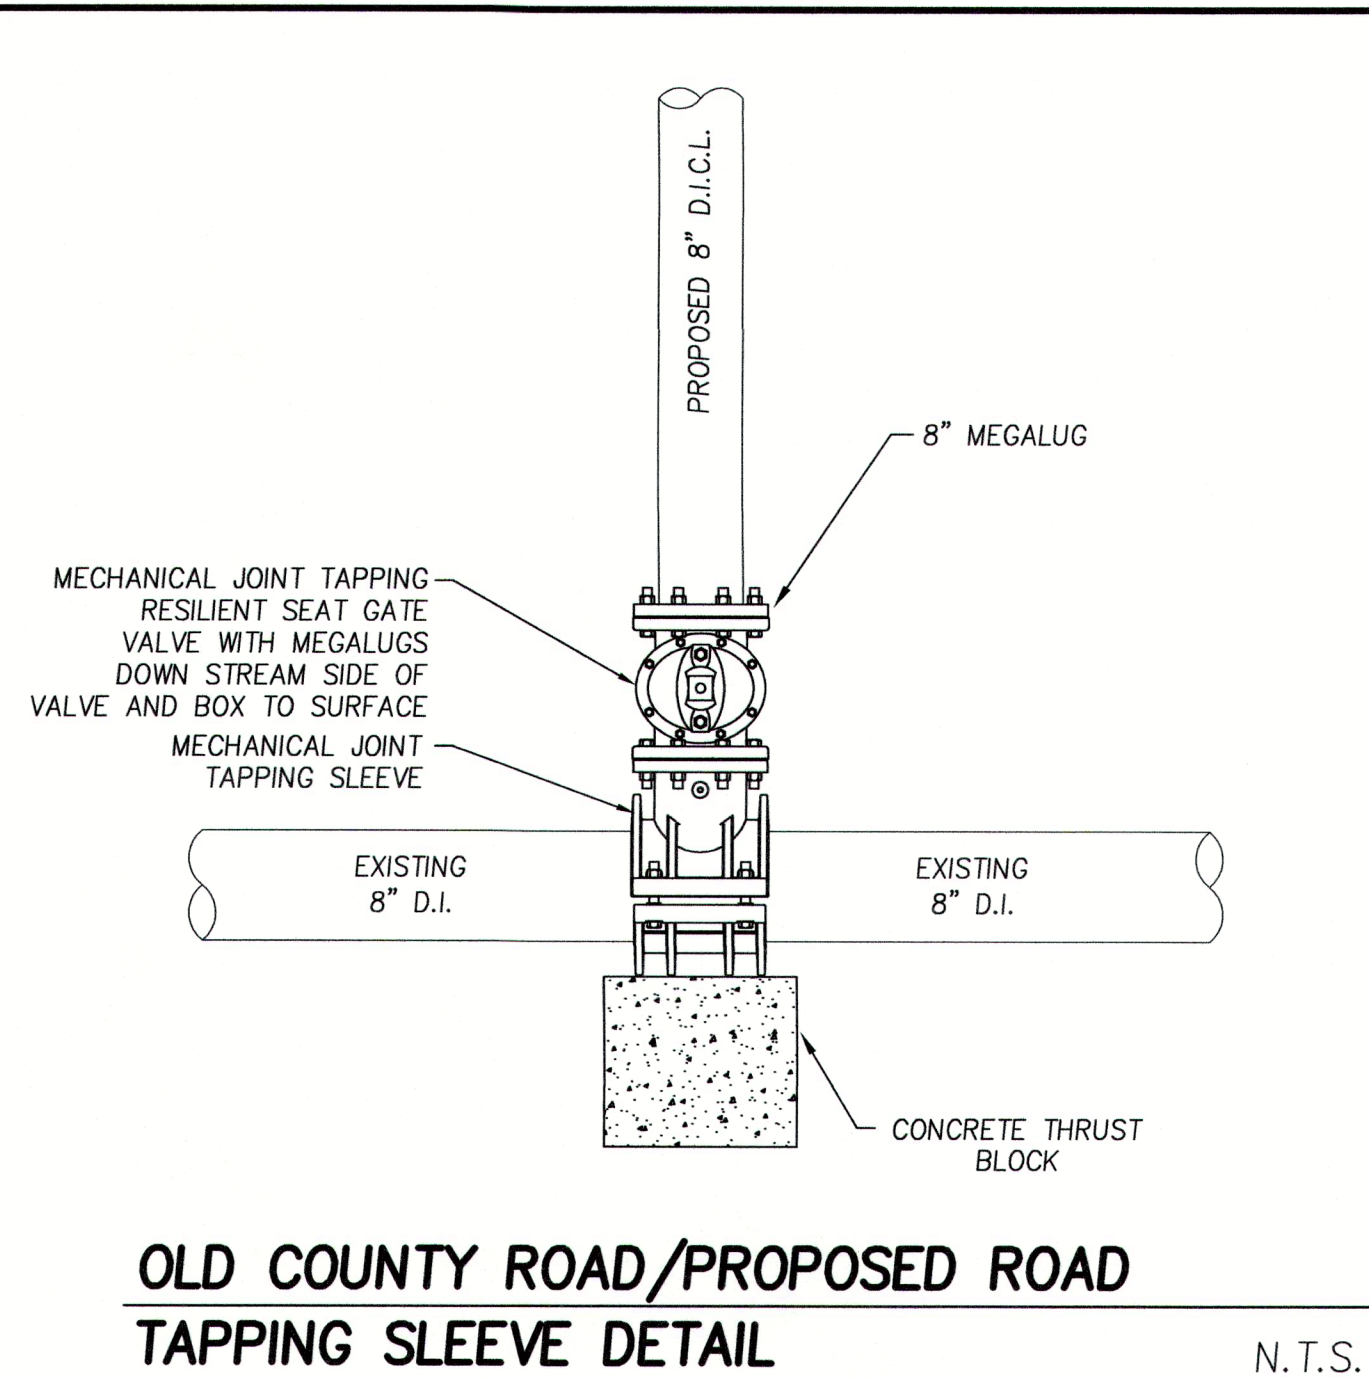 PROPOSED 8" D.I.C.L.
8" MEGALUG
MECHANICAL JOINT TAPPING
RESILIENT SEAT GATE
VALVE WITH MEGALUGS
DOWN STREAM SIDE OF
VALVE AND BOX TO SURFACE
MECHANICAL JOINT
TAPPING SLEEVE
EXISTING
8" D.I.
EXISTING
8" D.I.
CONCRETE THRUST
BLOCK
OLD COUNTY ROAD/PROPOSED ROAD
TAPPING SLEEVE DETAIL
N.T.S.